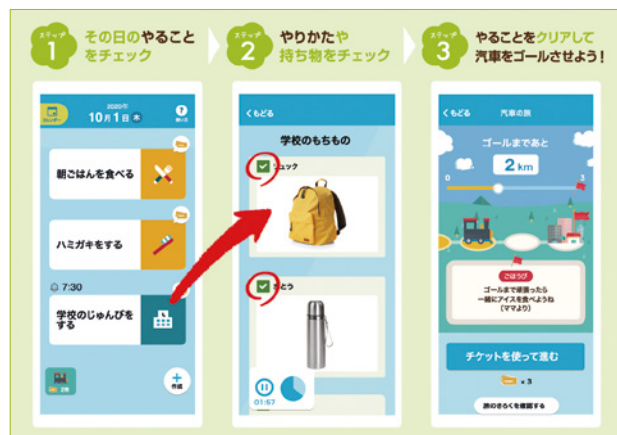 ステップ
1
その日のやること
をチェック
ステップ
2
やりかたや
持ち物をチェック
ステップ
3
やることをクリアして
汽車をゴールさせよう!
カレンダー
2020年
10月1日 木
?
朝ごはんを食べる
ハミガキをする
7:30
学校のじゅんびを
する
+
作成
くもどる
学校のもちもの
リュック
すいとう
01:57
くもどる
汽車の旅
ゴールまであと
2 km
0
3
ごほうび
ゴールまで頑張ったら
一緒にアイスを食べようね
(ママより)
チケットを使って進む
x 3
旅のきろくを確認する